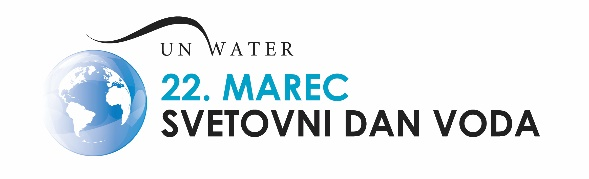 UN WATER
22. MAREC
SVETOVNI DAN VODA